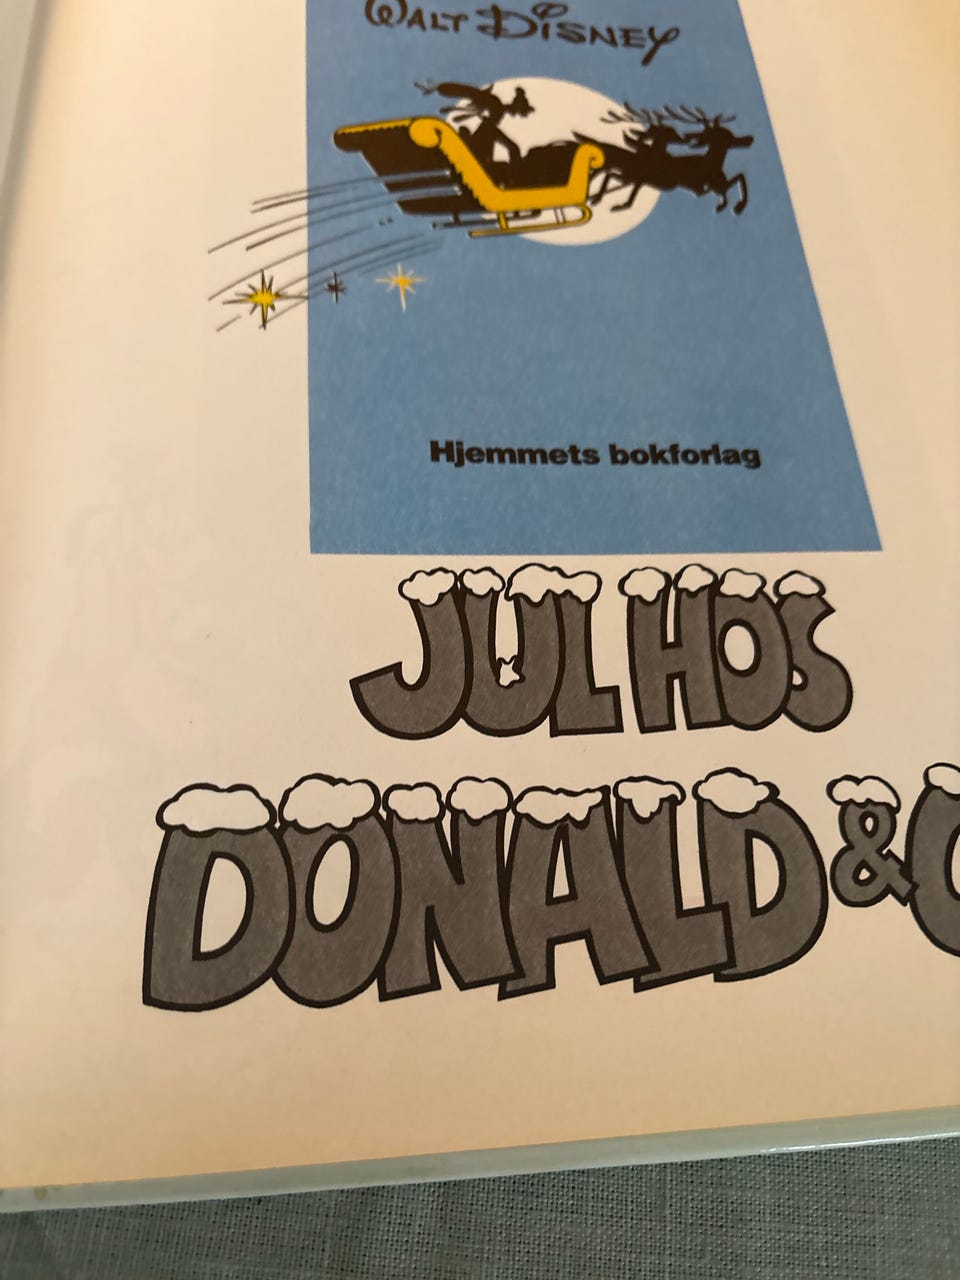 WALT DISNEY
Hjemmets bokforlag
JUL HOS
DONALD &